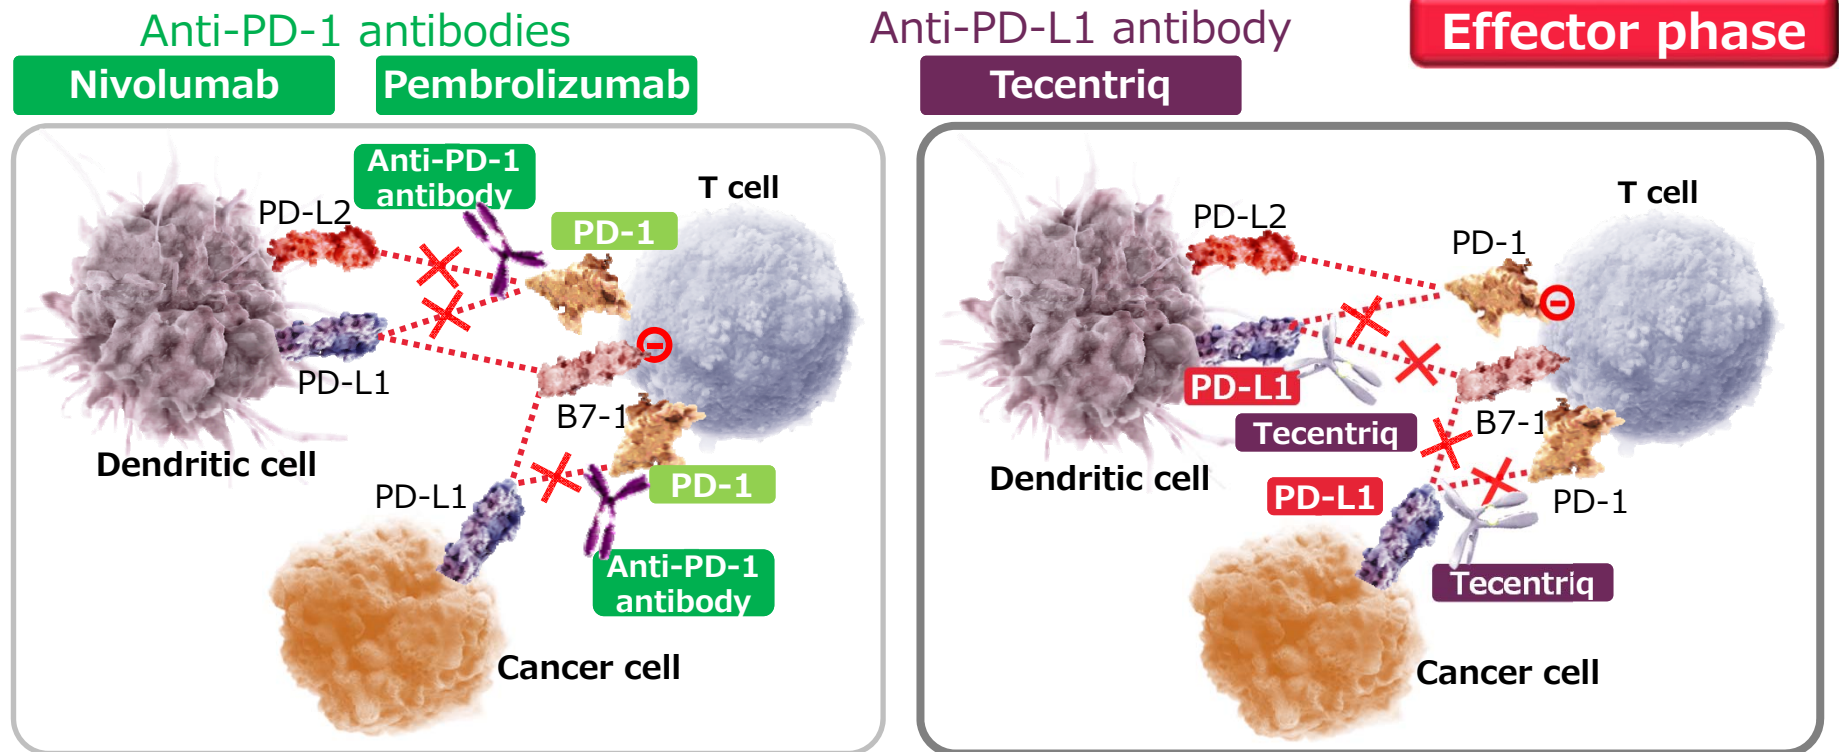 Anti-PD-1 antibodies
Anti-PD-L1 antibody
Effector phase
Nivolumab
Pembrolizumab
Tecentriq
Anti-PD-1
antibody
T cell
PD-L2
PD-1
PD-L1
B7-1
Dendritic cell
PD-1
PD-L1
Anti-PD-1
antibody
Cancer cell
T cell
PD-L2
PD-1
PD-L1
B7-1
Tecentriq
Dendritic cell
PD-L1
PD-1
Tecentriq
Cancer cell